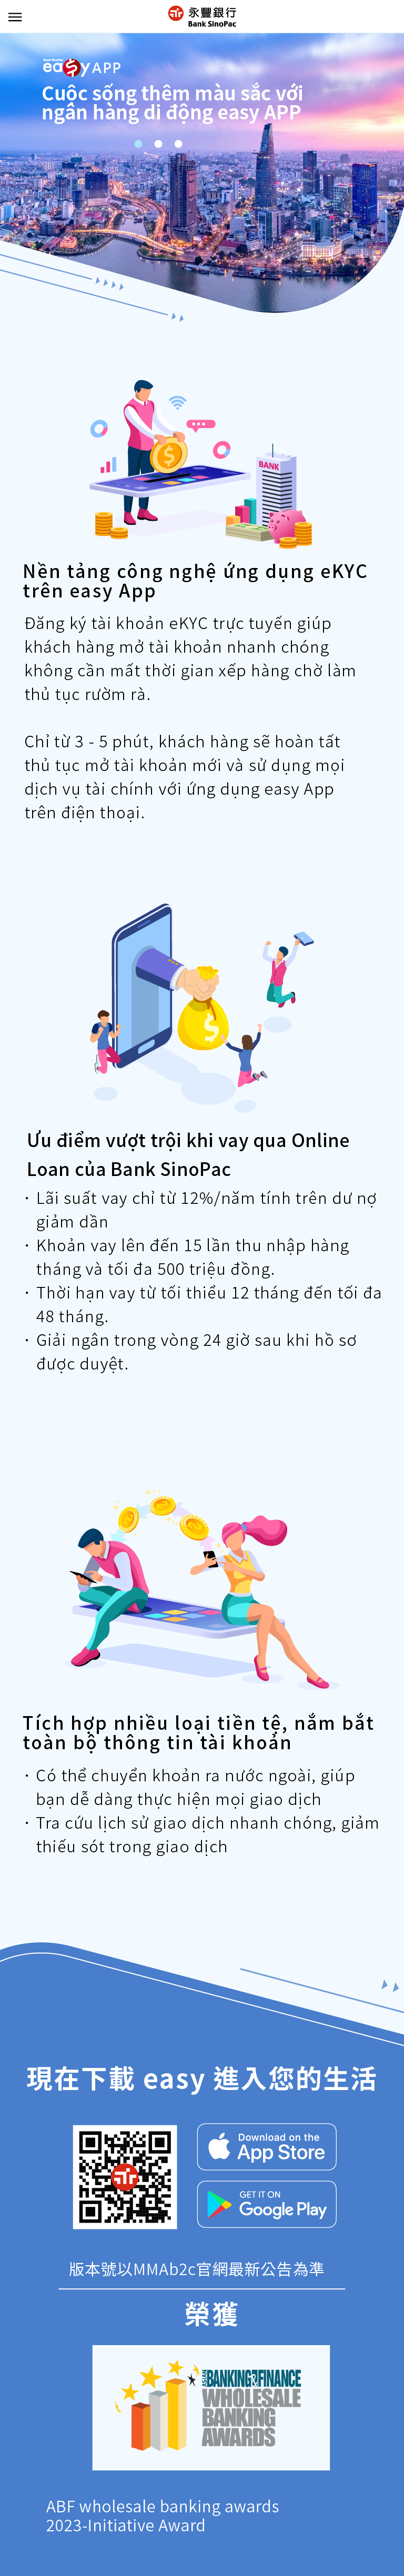 永豐銀行
Bank SinoPac
easy APP
Cuộc sống thêm màu sắc với
ngân hàng di động easy APP
BANK
Nền tảng công nghệ ứng dụng eKYC
trên easy App
Đăng ký tài khoản eKYC trực tuyến giúp
khách hàng mở tài khoản nhanh chóng
không cần mất thời gian xếp hàng chờ làm
thủ tục rườm rà.
Chỉ từ 3 - 5 phút, khách hàng sẽ hoàn tất
thủ tục mở tài khoản mới và sử dụng mọi
dịch vụ tài chính với ứng dụng easy App
trên điện thoại.
Ưu điểm vượt trội khi vay qua Online
Loan của Bank SinoPac
· Lãi suất vay chỉ từ 12%/năm tính trên dư nợ
giảm dần
· Khoản vay lên đến 15 lần thu nhập hàng
tháng và tối đa 500 triệu đồng.
· Thời hạn vay từ tối thiểu 12 tháng đến tối đa
48 tháng.
· Giải ngân trong vòng 24 giờ sau khi hồ sơ
được duyệt.
Tích hợp nhiều loại tiền tệ, nắm bắt
toàn bộ thông tin tài khoản
· Có thể chuyển khoản ra nước ngoài, giúp
bạn dễ dàng thực hiện mọi giao dịch
· Tra cứu lịch sử giao dịch nhanh chóng, giảm
thiếu sót trong giao dịch
現在下載 easy 進入您的生活
Download on the
App Store
GET IT ON
Google Play
版本號以MMAb2c官網最新公告為準
榮獲
ASIAN BANKING&FINANCE
WHOLESALE
BANKING
AWARDS
ABF wholesale banking awards
2023-Initiative Award